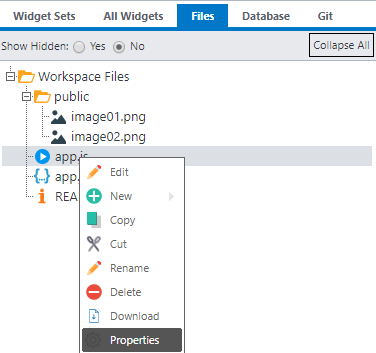 Widget Sets All Widgets Files Database Git
Show Hidden: Yes No Collapse All
Workspace Files
public
image01.png
image02.png
app.js
app.
REA
Edit
New
Copy
Cut
Rename
Delete
Download
Properties